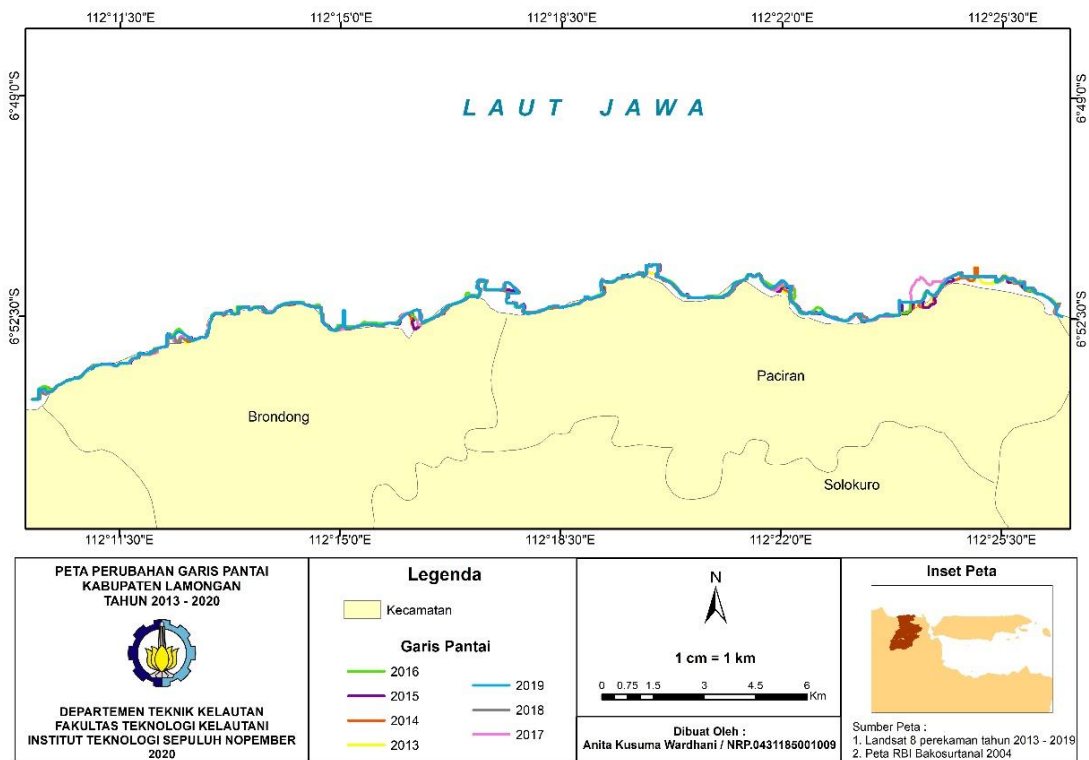 112°11'30"E 112°15'0"E 112°18'30"E 112°22'0"E 112°25'30"E
6°49'0"S
6°49'0"S
LAUT JAWA
6°52'30"S
6°52'30"S
Paciran
Brondong
Solokuro
112°11'30"E 112°15'0"E 112°18'30"E 112°22'0"E 112°25'30"E
PETA PERUBAHAN GARIS PANTAI
KABUPATEN LAMONGAN
TAHUN 2013 - 2020
DEPARTEMEN TEKNIK KELAUTAN
FAKULTAS TEKNOLOGI KELAUTANI
INSTITUT TEKNOLOGI SEPULUH NOPEMBER
2020
Legenda
Kecamatan
Garis Pantai
2016
2015
2014
2013
2019
2018
2017
N
1 cm = 1 km
0 0.75 1.5 3 4.5 6
Km
Dibuat Oleh :
Anita Kusuma Wardhani / NRP.0431185001009
Inset Peta
Sumber Peta :
1. Landsat 8 perekaman tahun 2013 - 2019
2. Peta RBI Bakosurtanal 2004